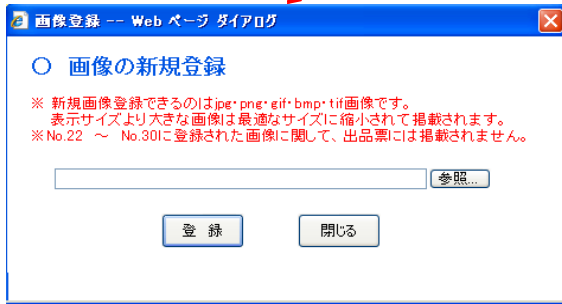 画像登録 -- Web ページ ダイアログ
○ 画像の新規登録
※ 新規画像登録できるのはjpg・png・gif・bmp・tif画像です。
表示サイズより大きな画像は最適なサイズに縮小されて掲載されます。
※No.22 ～ No.30に登録された画像に関して、出品票には掲載されません。
参照...
登 録
閉じる